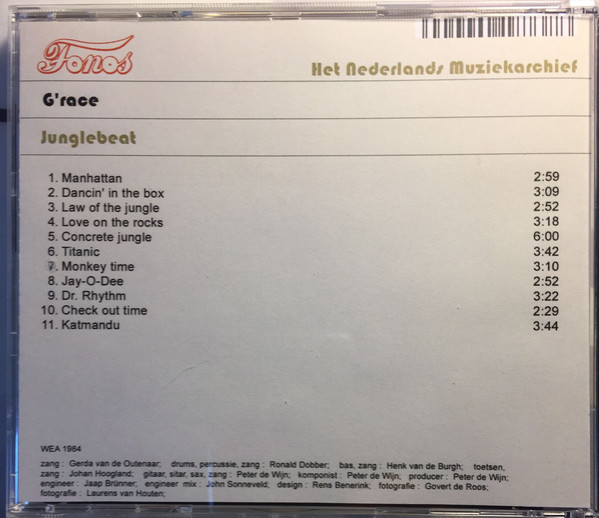 Fonos
Het Nederlands Muziekarchief
G'race
Junglebeat
1. Manhattan 2:59
2. Dancin' in the box 3:09
3. Law of the jungle 2:52
4. Love on the rocks 3:18
5. Concrete jungle 6:00
6. Titanic 3:42
7. Monkey time 3:10
8. Jay-O-Dee 2:52
9. Dr. Rhythm 3:22
10. Check out time 2:29
11. Katmandu 3:44
WEA 1984
zang : Gerda van de Outenaar; drums, percussie, zang : Ronald Dobber; bas, zang : Henk van de Burgh; toetsen,
zang : Johan Hoogland; gitaar, sitar, sax, zang : Peter de Wijn; komponist : Peter de Wijn; producer : Peter de Wijn;
engineer : Jaap Brünner; engineer mix : John Sonneveld; design : Rens Benerink; fotografie : Govert de Roos;
fotografie : Laurens van Houten;